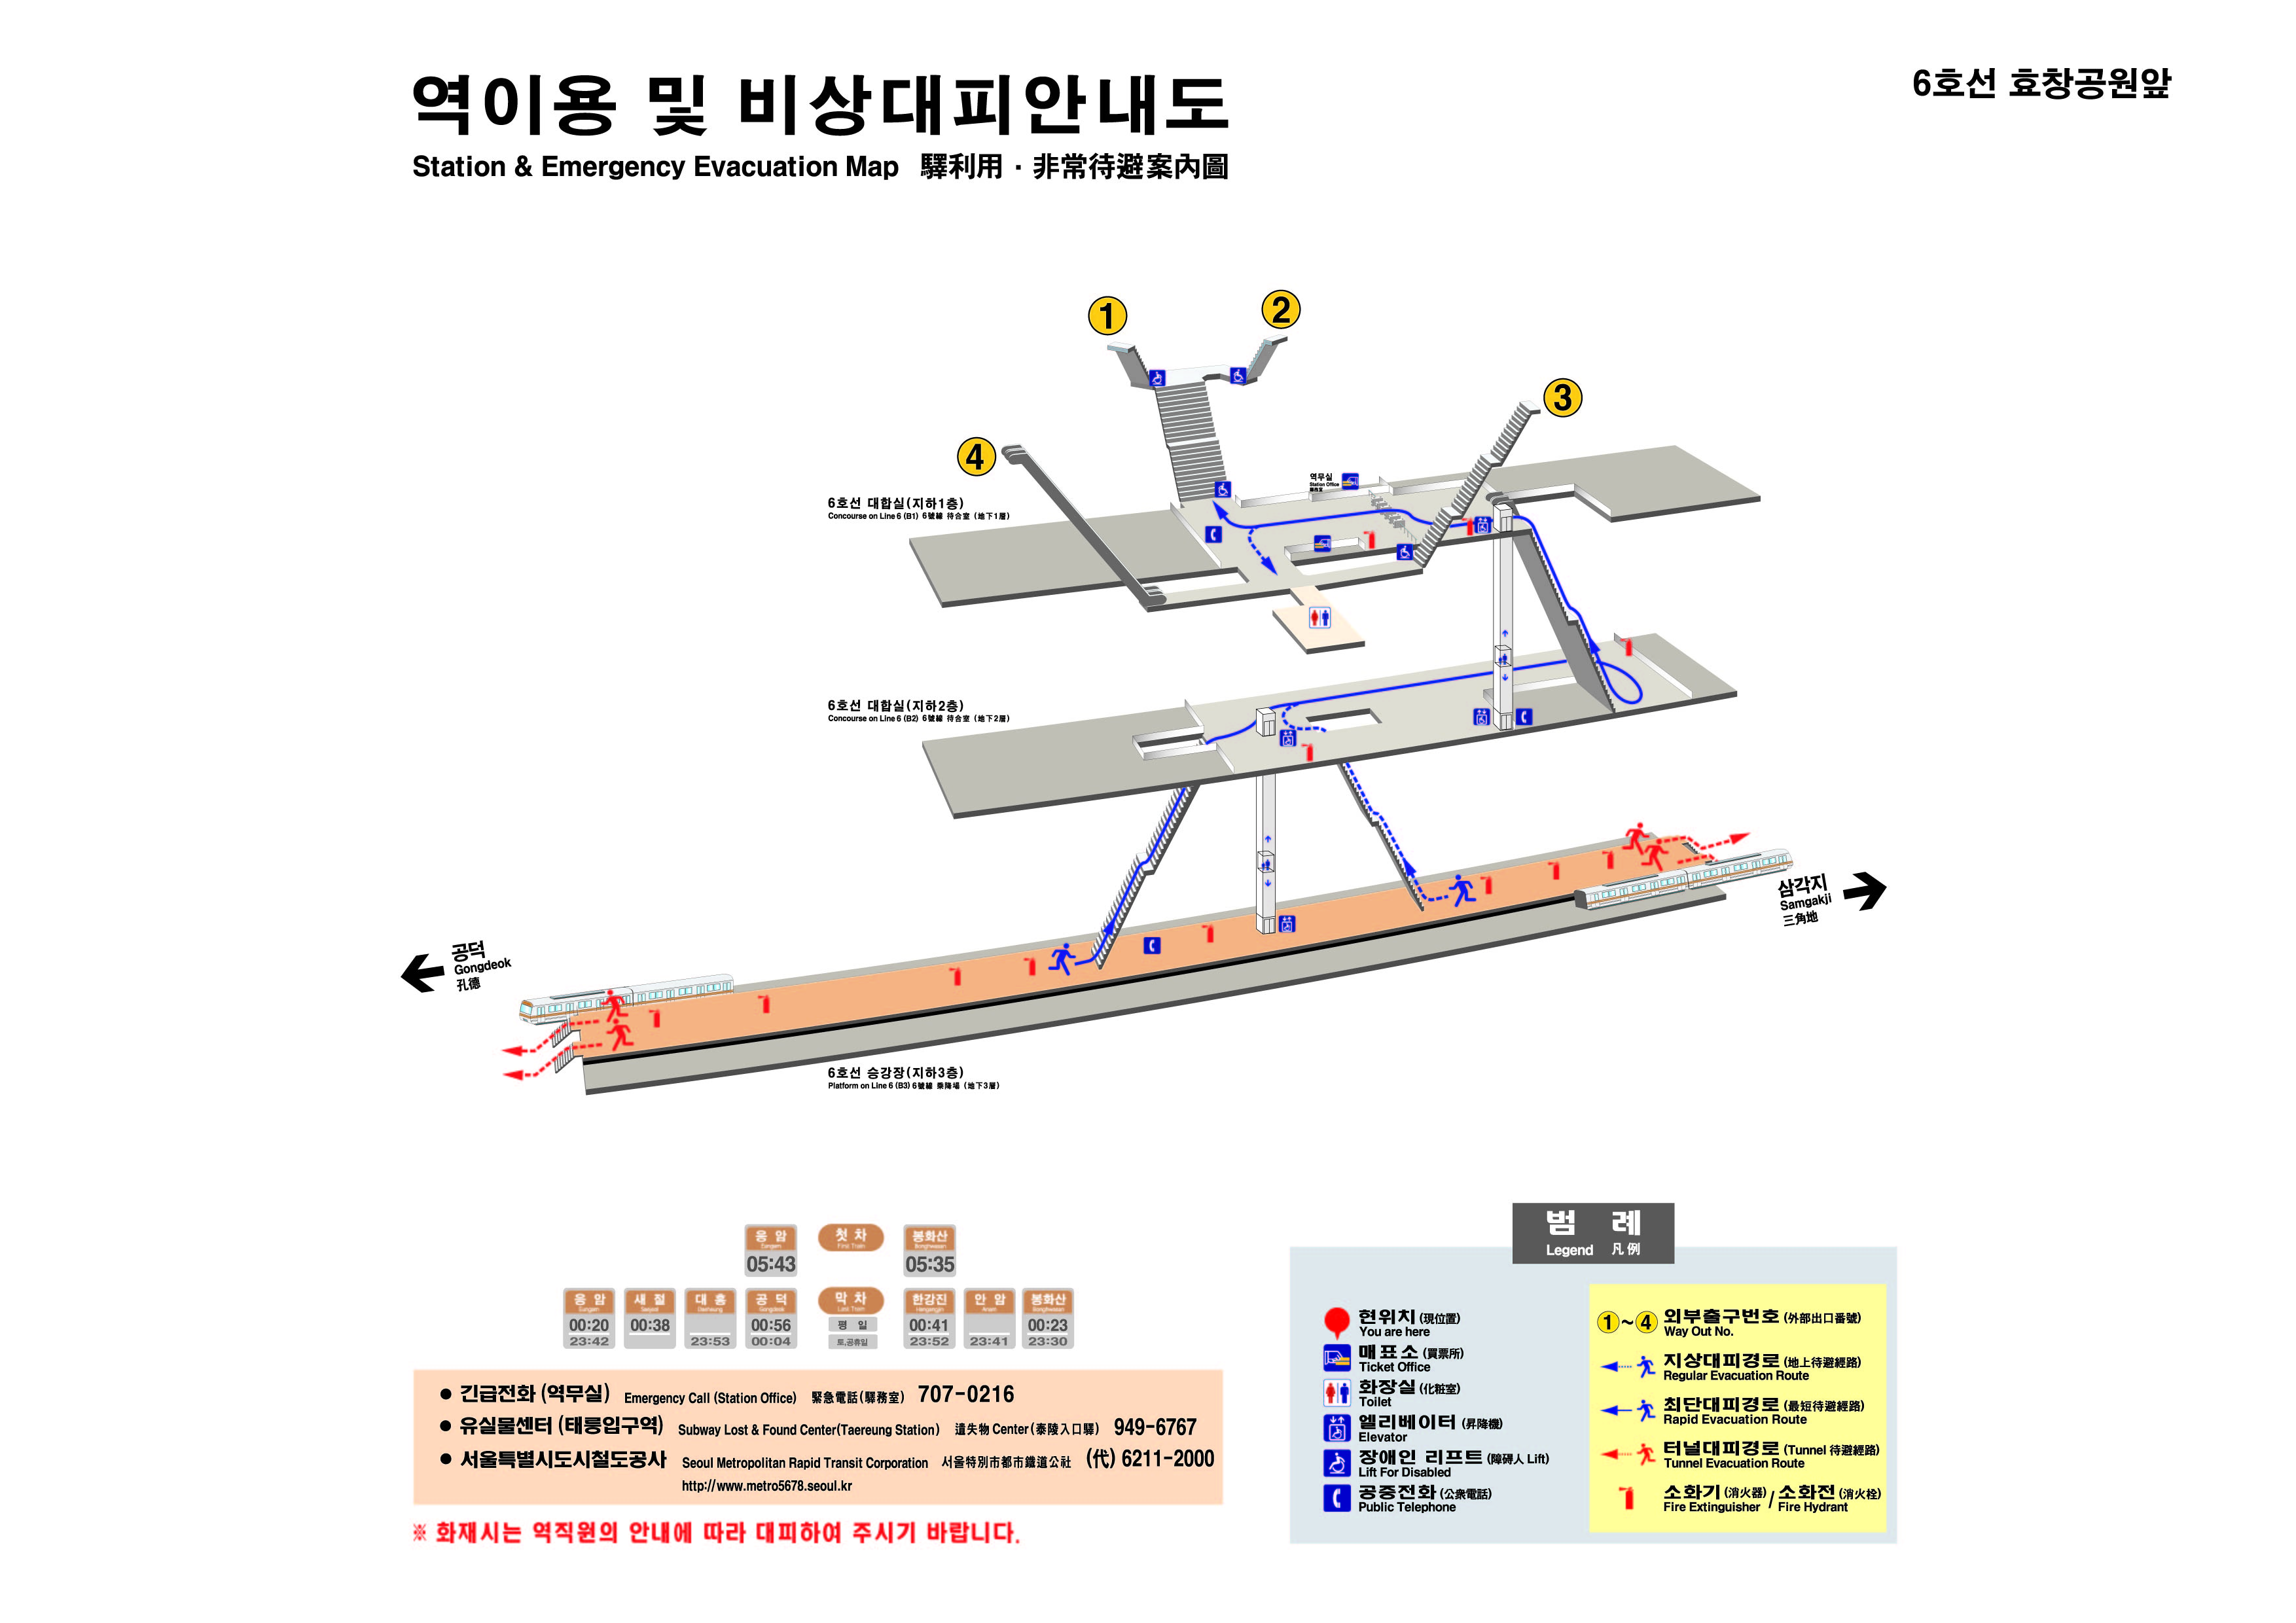 역이용 및 비상대피안내도
Station & Emergency Evacuation Map 驛利用 · 非常待避案內圖
6호선 효창공원앞
1
2
3
4
역무실
Station Office
6호선 대합실(지하1층)
Concourse on Line 6 (B1) 6號線 待合室 (地下1層)
6호선 대합실(지하2층)
Concourse on Line 6 (B2) 6號線 待合室 (地下2層)
삼각지
Samgakji
三角地
공덕
Gongdeok
孔德
6호선 승강장(지하3층)
Platform on Line 6 (B3) 6號線 乘降場 (地下3層)
응 암 첫 차 봉화산
Eungam First Train Bonghwasan
05:43 05:35
응 암 새 절 대 흥 공 덕 막 차 한강진 안 암 봉화산
Eungam Saejeol Daeheung Gongdeok Last Train Hangangjin Anam Bonghwasan
00:20 00:38 00:56 평 일 00:41 00:23
23:42 23:53 00:04 토,공휴일 23:52 23:41 23:30
● 긴급전화 (역무실) Emergency Call (Station Office) 緊急電話(驛務室) 707-0216
● 유실물센터 (태릉입구역) Subway Lost & Found Center(Taereung Station) 遺失物 Center(泰陵入口驛) 949-6767
● 서울특별시도시철도공사 Seoul Metropolitan Rapid Transit Corporation 서울特別市都市鐵道公社 (代) 6211-2000
http://www.metro5678.seoul.kr
※ 화재시는 역직원의 안내에 따라 대피하여 주시기 바랍니다.
범 례
Legend 凡 例
현위치 (現位置)
You are here
매표소 (買票所)
Ticket Office
화장실 (化粧室)
Toilet
엘리베이터 (昇降機)
Elevator
장애인 리프트 (障碍人 Lift)
Lift For Disabled
공중전화 (公衆電話)
Public Telephone
1 ~ 4 외부출구번호 (外部出口番號)
Way Out No.
지상대피경로 (地上待避經路)
Regular Evacuation Route
최단대피경로 (最短待避經路)
Rapid Evacuation Route
터널대피경로 (Tunnel 待避經路)
Tunnel Evacuation Route
소화기 (消火器) / 소화전 (消火栓)
Fire Extinguisher / Fire Hydrant